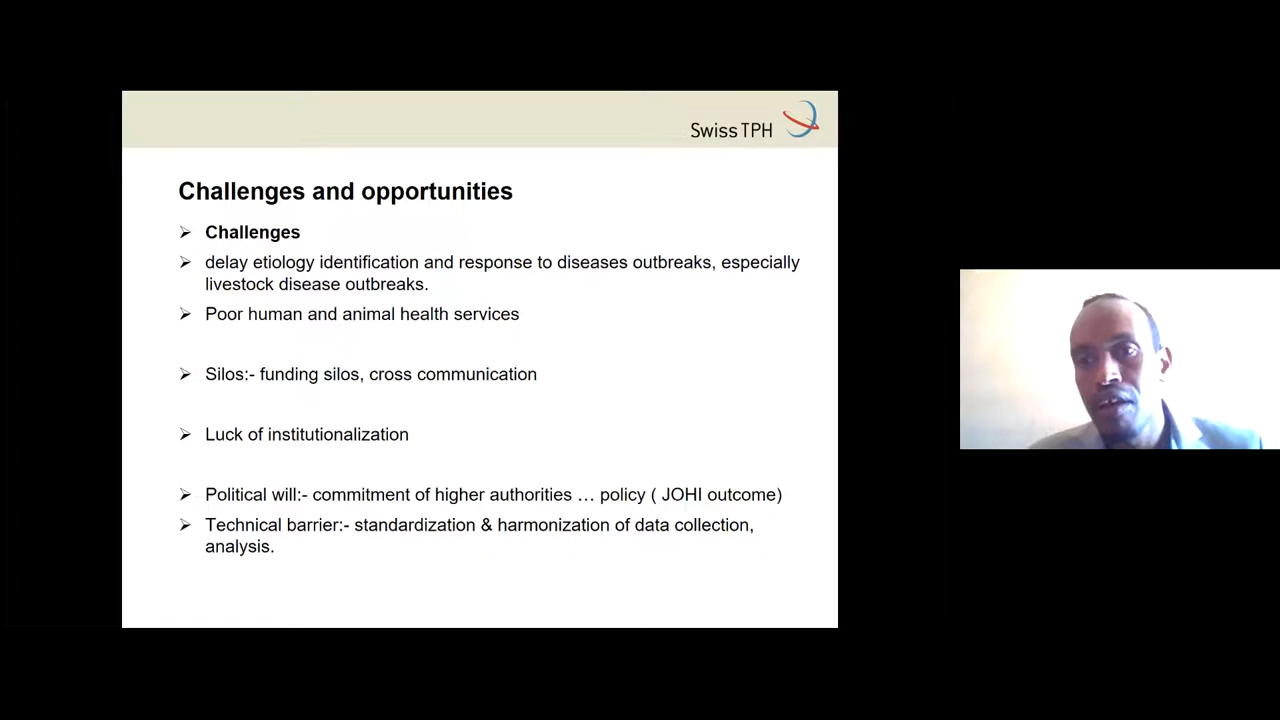 Swiss TPH
Challenges and opportunities
Challenges
delay etiology identification and response to diseases outbreaks, especially
livestock disease outbreaks.
Poor human and animal health services
Silos:- funding silos, cross communication
Luck of institutionalization
Political will:- commitment of higher authorities … policy ( JOHI outcome)
Technical barrier:- standardization & harmonization of data collection,
analysis.